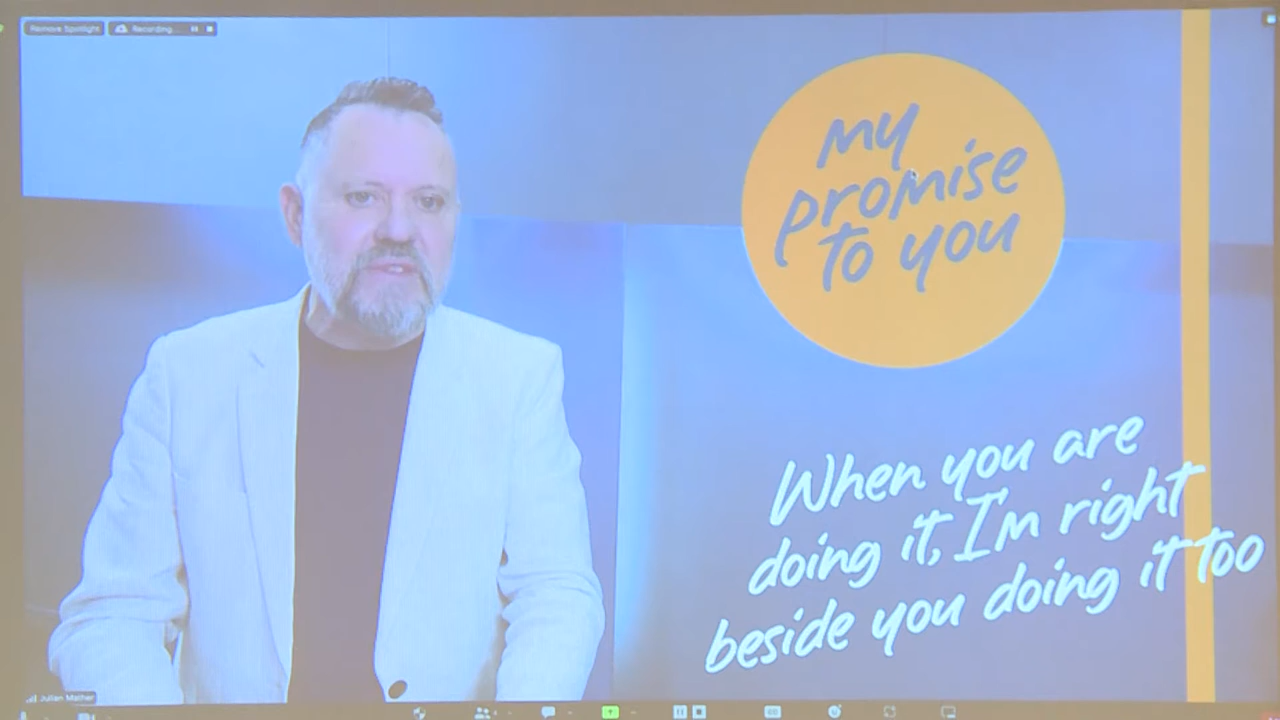 Remove Spotlight
Recording...
my
promise
to you
When you are
doing it, I'm right
beside you doing it too
Julian Mather